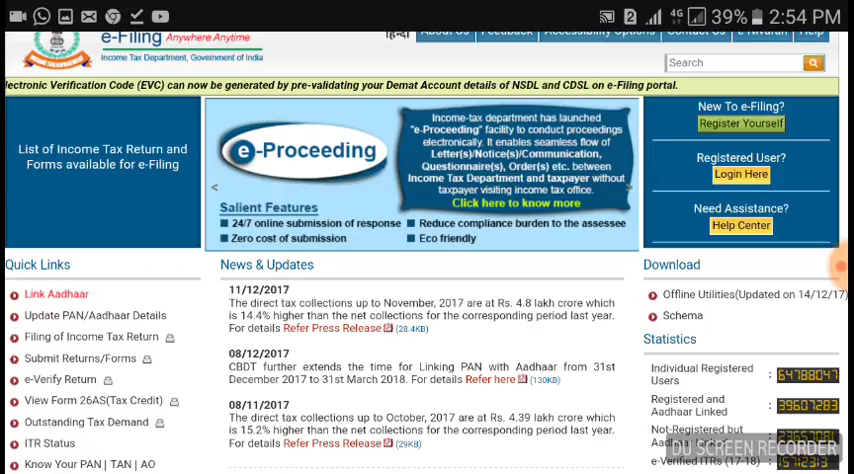 2 4G 39% 2:54 PM
e-Filing Anywhere Anytime
Income Tax Department, Government of India
हिन्दी About Us Feedback Accessibility Options Contact Us e-Nivaran Help
Search
lectronic Verification Code (EVC) can now be generated by pre-validating your Demat Account details of NSDL and CDSL on e-Filing portal.
List of Income Tax Return and
Forms available for e-Filing
e-Proceeding
Income-tax department has launched
"e-Proceeding" facility to conduct proceedings
electronically. It enables seamless flow of
Letter(s)/Notice(s)/Communication,
Questionnaire(s), Order(s) etc. between
Income Tax Department and taxpayer without
taxpayer visiting income tax office.
Click here to know more
< >
Salient Features
24/7 online submission of response
Reduce compliance burden to the assessee
Zero cost of submission
Eco friendly
New To e-Filing?
Register Yourself
Registered User?
Login Here
Need Assistance?
Help Center
Quick Links
Link Aadhaar
Update PAN/Aadhaar Details
Filing of Income Tax Return
Submit Returns/Forms
e-Verify Return
View Form 26AS(Tax Credit)
Outstanding Tax Demand
ITR Status
Know Your PAN | TAN | AO
News & Updates
11/12/2017
The direct tax collections up to November, 2017 are at Rs. 4.8 lakh crore which
is 14.4% higher than the net collections for the corresponding period last year.
For details Refer Press Release (28.4KB)
08/12/2017
CBDT further extends the time for Linking PAN with Aadhaar from 31st
December 2017 to 31st March 2018. For details Refer here (130KB)
08/11/2017
The direct tax collections up to October, 2017 are at Rs. 4.39 lakh crore which
is 15.2% higher than the net collections for the corresponding period last year.
For details Refer Press Release (29KB)
Download
Offline Utilities(Updated on 14/12/17)
Schema
Statistics
Individual Registered
Users : 64788047
Registered and
Aadhaar Linked : 39607283
Not-Registered but
e-Verified ITRs (17-18) :
DU SCREEN RECORDER